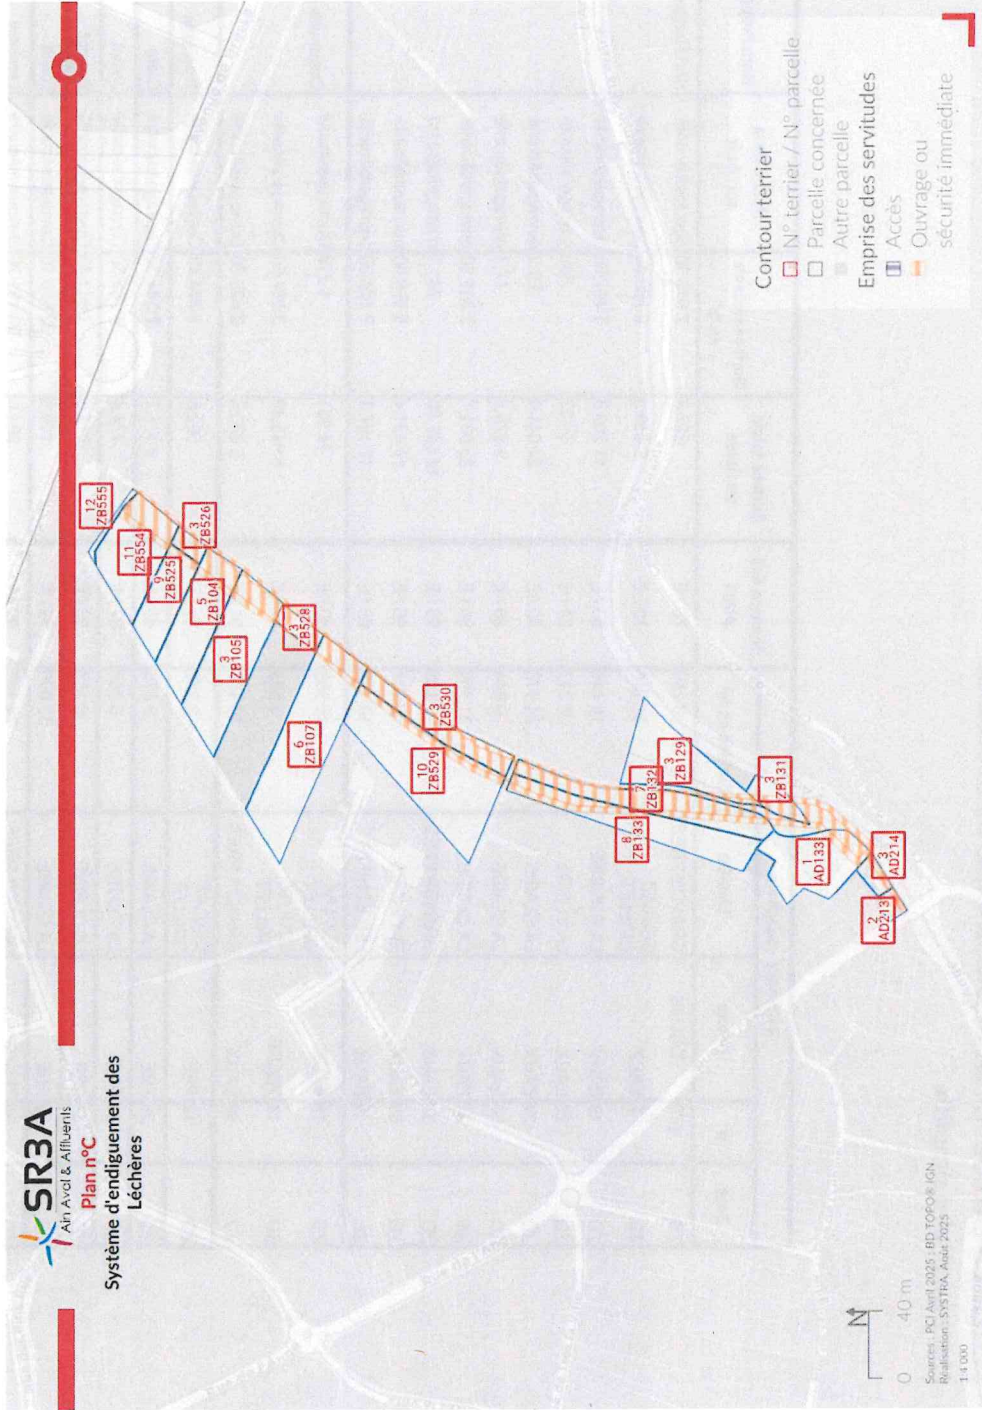 SR3A
Ain Aval & Affluents
Plan n°C
Système d'endiguement des
Léchères
12
ZB555
11
ZB554
9
ZB525
3
ZB526
5
ZB104
3
ZB105
3
ZB528
6
ZB107
3
ZB530
10
ZB529
3
ZB129
7
ZB132
8
ZB133
3
ZB131
1
AD133
3
AD214
2
AD213
Contour terrier
N° terrier / N° parcelle
Parcelle concernée
Autre parcelle
Emprise des servitudes
Accès
Ouvrage ou
sécurité immédiate
N
0 40 m
Sources : PCI Avril 2025 ; BD TOPO® IGN
Réalisation : SYSTRA, Août 2025
1:4 000